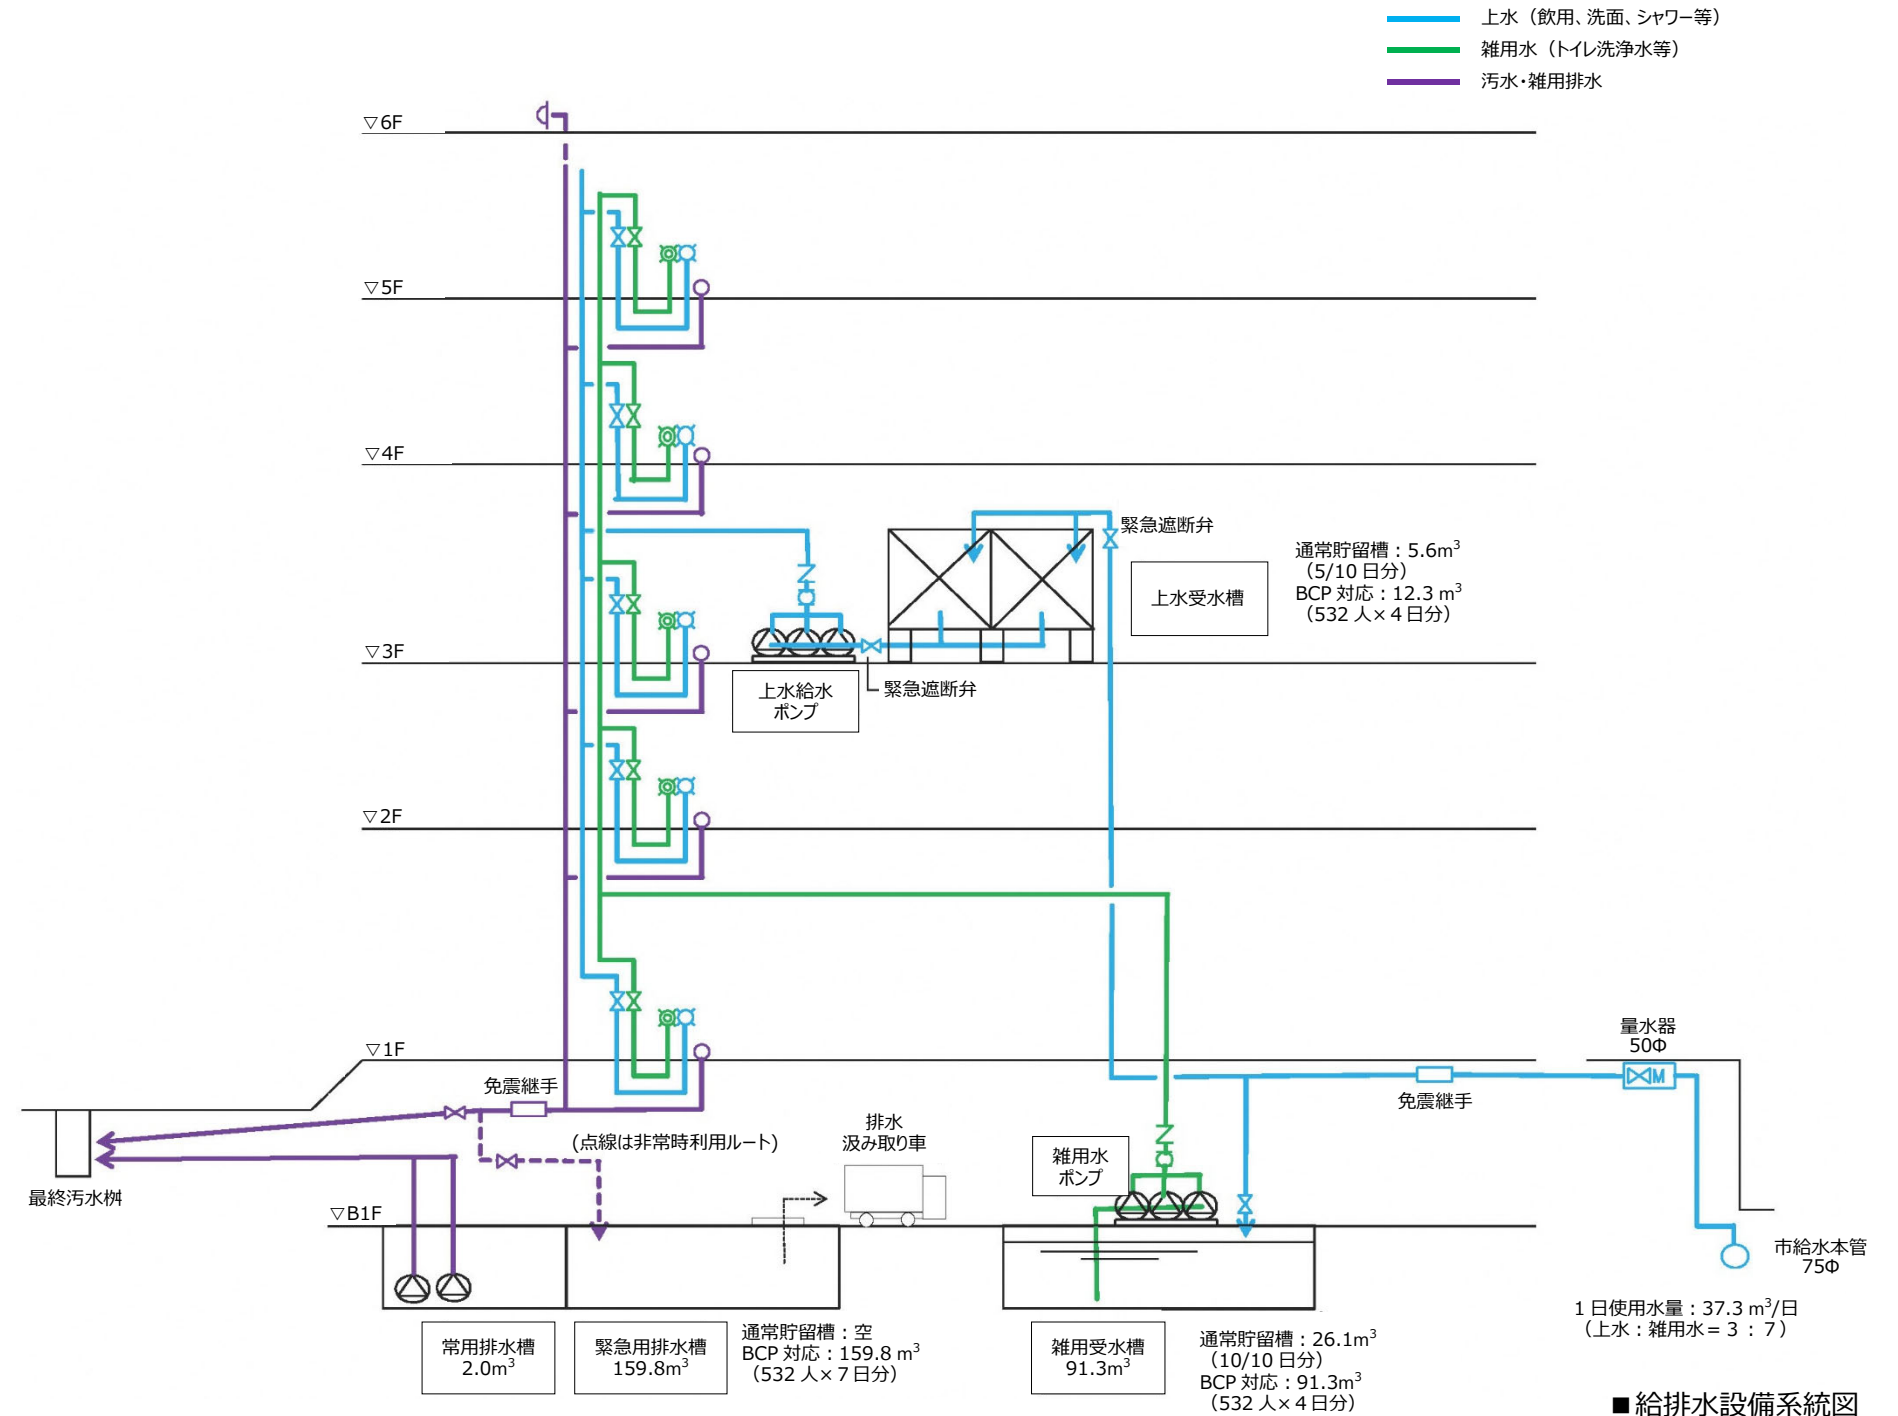 上水（飲用、洗面、シャワー等）
雑用水（トイレ洗浄水等）
汚水・雑用排水
▽6F
▽5F
▽4F
緊急遮断弁
通常貯留槽：5.6m³
（5/10 日分）
BCP 対応：12.3 m³
（532 人×４日分）
上水受水槽
▽3F
上水給水
ポンプ
緊急遮断弁
▽2F
▽1F
量水器
50Φ
免震継手
M
免震継手
(点線は非常時利用ルート)
排水
汲み取り車
雑用水
ポンプ
最終汚水桝
▽B1F
市給水本管
75Φ
1 日使用水量：37.3 m³/日
（上水：雑用水＝３：７）
常用排水槽
2.0m³
緊急用排水槽
159.8m³
通常貯留槽：空
BCP 対応：159.8 m³
（532 人×７日分）
雑用受水槽
91.3m³
通常貯留槽：26.1m³
（10/10 日分）
BCP 対応：91.3m³
（532 人×４日分）
■給排水設備系統図